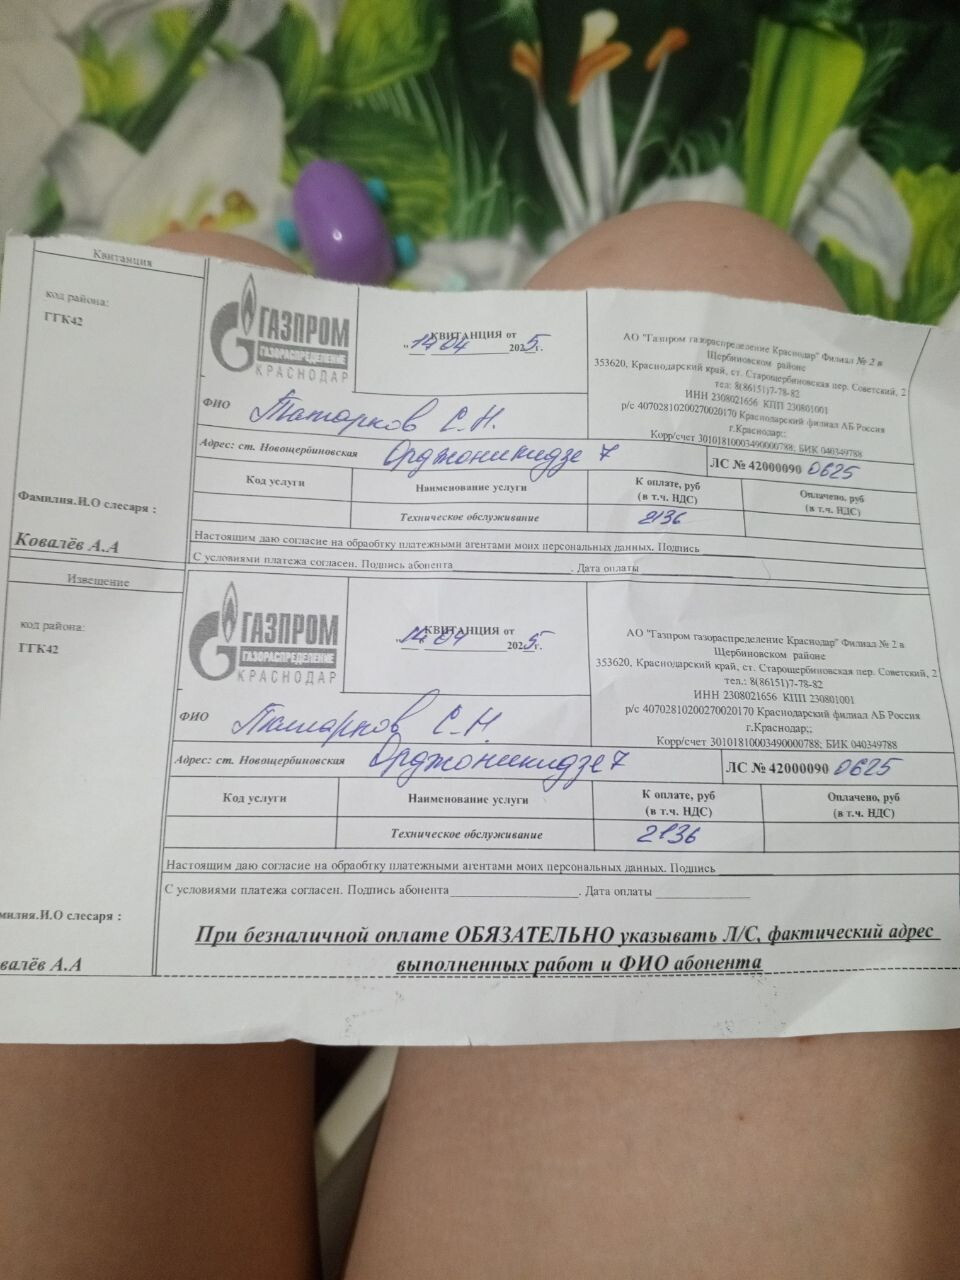 Квитанция
код района:
ГГК42
Фамилия.И.О слесаря :
Ковалёв А.А
ГАЗПРОМ
ГАЗОРАСПРЕДЕЛЕНИЕ
КРАСНОДАР
КВИТАНЦИЯ от
"14 04 2025г.
АО "Газпром газораспределение Краснодар" Филиал № 2 в
Щербиновском районе
353620, Краснодарский край, ст. Старощербиновская пер. Советский, 2
тел: 8(86151)7-78-82
ИНН 2308021656 КПП 230801001
р/с 40702810200270020170 Краснодарский филиал АБ Россия
г.Краснодар;;
Корр/счет 30101810003490000788; БИК 040349788
ФИО Татарков С.Н.
Адрес: ст. Новощербиновская Орджоникидзе 7
ЛС № 42000090 0625
Код услуги Наименование услуги К оплате, руб (в т.ч. НДС) Оплачено, руб (в т.ч. НДС)
Техническое обслуживание 2136
Настоящим даю согласие на обраобтку платежными агентами моих персональных данных. Подпись
С условиями платежа согласен. Подпись абонента . Дата оплаты
Извещение
код района:
ГГК42
милия.И.О слесаря :
валёв А.А
ГАЗПРОМ
ГАЗОРАСПРЕДЕЛЕНИЕ
КРАСНОДАР
КВИТАНЦИЯ от
14 04 2025г.
АО "Газпром газораспределение Краснодар" Филиал № 2 в
Щербиновском районе
353620, Краснодарский край, ст. Старощербиновская пер. Советский, 2
тел.: 8(86151)7-78-82
ИНН 2308021656 КПП 230801001
р/с 40702810200270020170 Краснодарский филиал АБ Россия
г.Краснодар;;
Корр/счет 30101810003490000788; БИК 040349788
ФИО Татарков С.Н.
Адрес: ст. Новощербиновская Орджоникидзе 7
ЛС № 42000090 0625
Код услуги Наименование услуги К оплате, руб (в т.ч. НДС) Оплачено, руб (в т.ч. НДС)
Техническое обслуживание 2136
Настоящим даю согласие на обраобтку платежными агентами моих персональных данных. Подпись
С условиями платежа согласен. Подпись абонента . Дата оплаты
При безналичной оплате ОБЯЗАТЕЛЬНО указывать Л/С, фактический адрес
выполненных работ и ФИО абонента